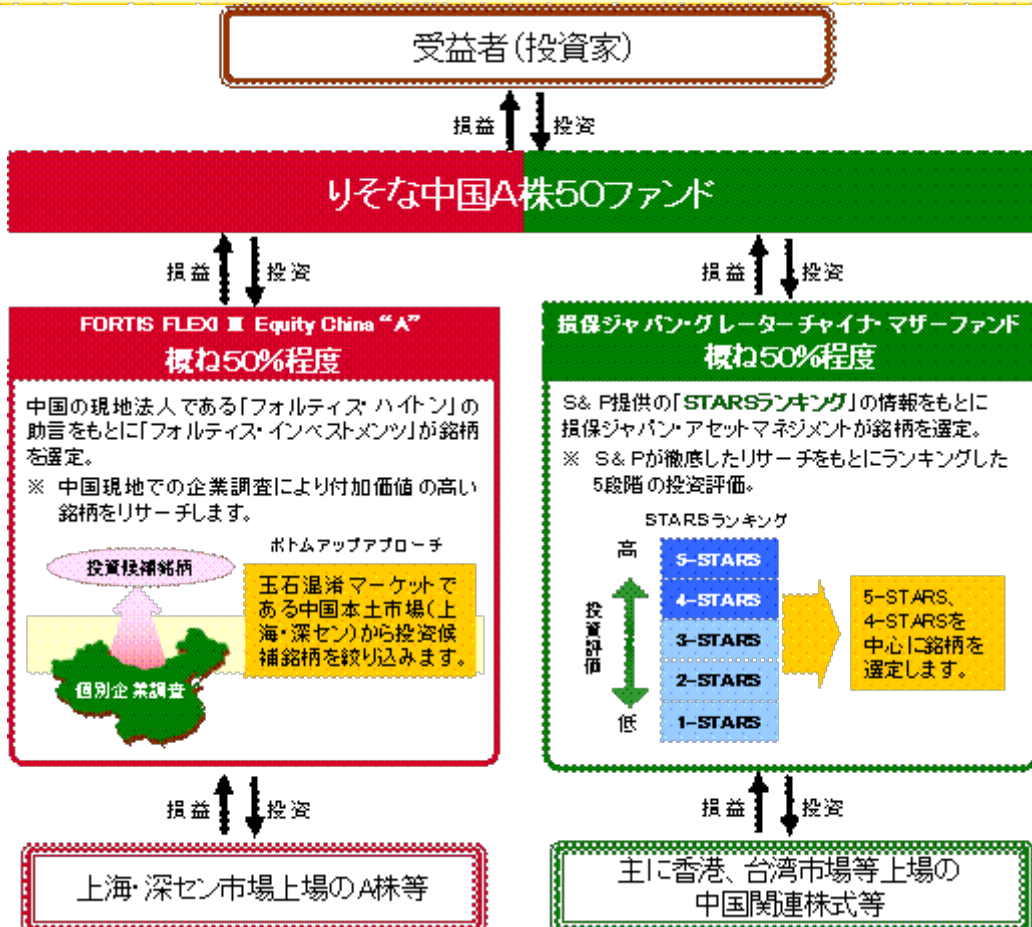 受益者(投資家)
損益 投資
りそな中国A株50ファンド
損益 投資
損益 投資
FORTIS FLEXI Ⅲ Equity China “A”
概ね50%程度
中国の現地法人である「フォルティス・ハイトン」の
助言をもとに「フォルティス・インベストメンツ」が銘柄
を選定。
※ 中国現地での企業調査により付加価値の高い
銘柄をリサーチします。
ボトムアップアプローチ
投資候補銘柄
個別企業調査
玉石混淆マーケットで
ある中国本土市場(上
海・深セン)から投資候
補銘柄を絞り込みます。
損保ジャパン・グレーターチャイナ・マザーファンド
概ね50%程度
S&P提供の「STARSランキング」の情報をもとに
損保ジャパン・アセットマネジメントが銘柄を選定。
※ S&Pが徹底したリサーチをもとにランキングした
5段階の投資評価。
STARSランキング
高
投資評価
低
5-STARS
4-STARS
3-STARS
2-STARS
1-STARS
5-STARS、
4-STARSを
中心に銘柄を
選定します。
損益 投資
損益 投資
上海・深セン市場上場のA株等
主に香港、台湾市場等上場の
中国関連株式等